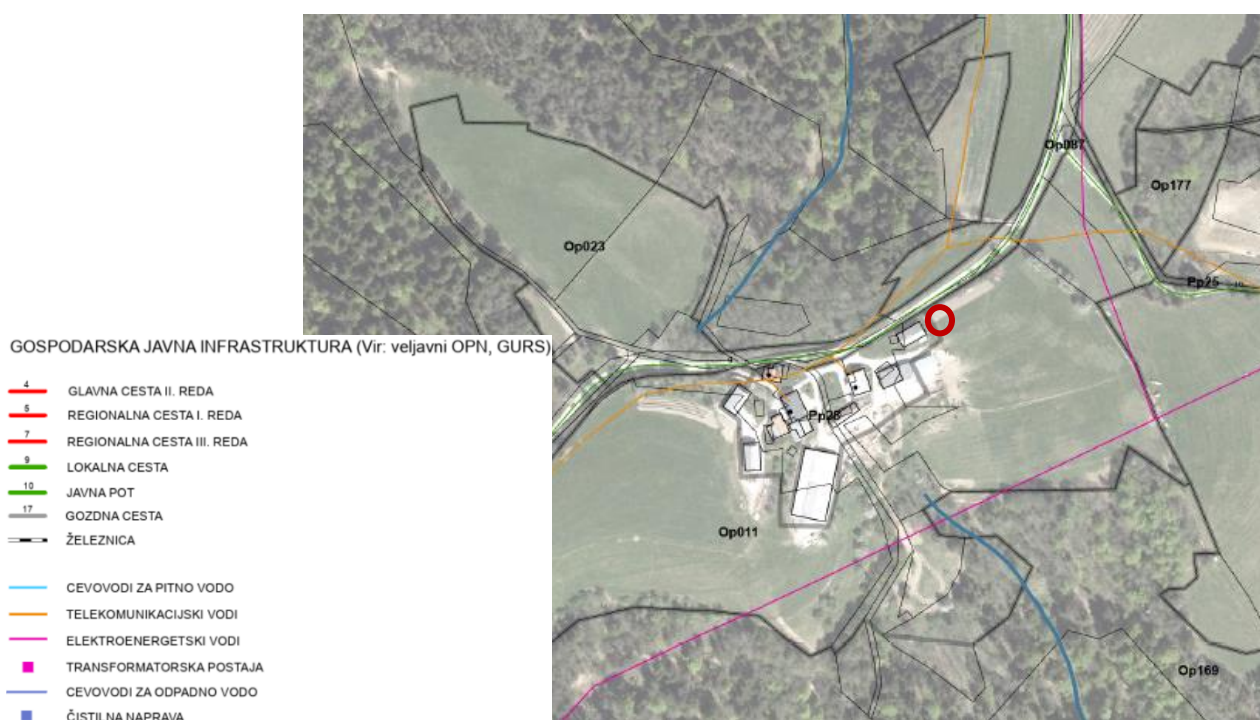 Op087
Op177
Op023
Pp25
GOSPODARSKA JAVNA INFRASTRUKTURA (Vir: veljavni OPN, GURS)
4 GLAVNA CESTA II. REDA
5 REGIONALNA CESTA I. REDA
7 REGIONALNA CESTA III. REDA
9 LOKALNA CESTA
10 JAVNA POT
17 GOZDNA CESTA
ŽELEZNICA
CEVOVODI ZA PITNO VODO
TELEKOMUNIKACIJSKI VODI
ELEKTROENERGETSKI VODI
TRANSFORMATORSKA POSTAJA
CEVOVODI ZA ODPADNO VODO
ČISTILNA NAPRAVA
Pp28
Op011
Op169